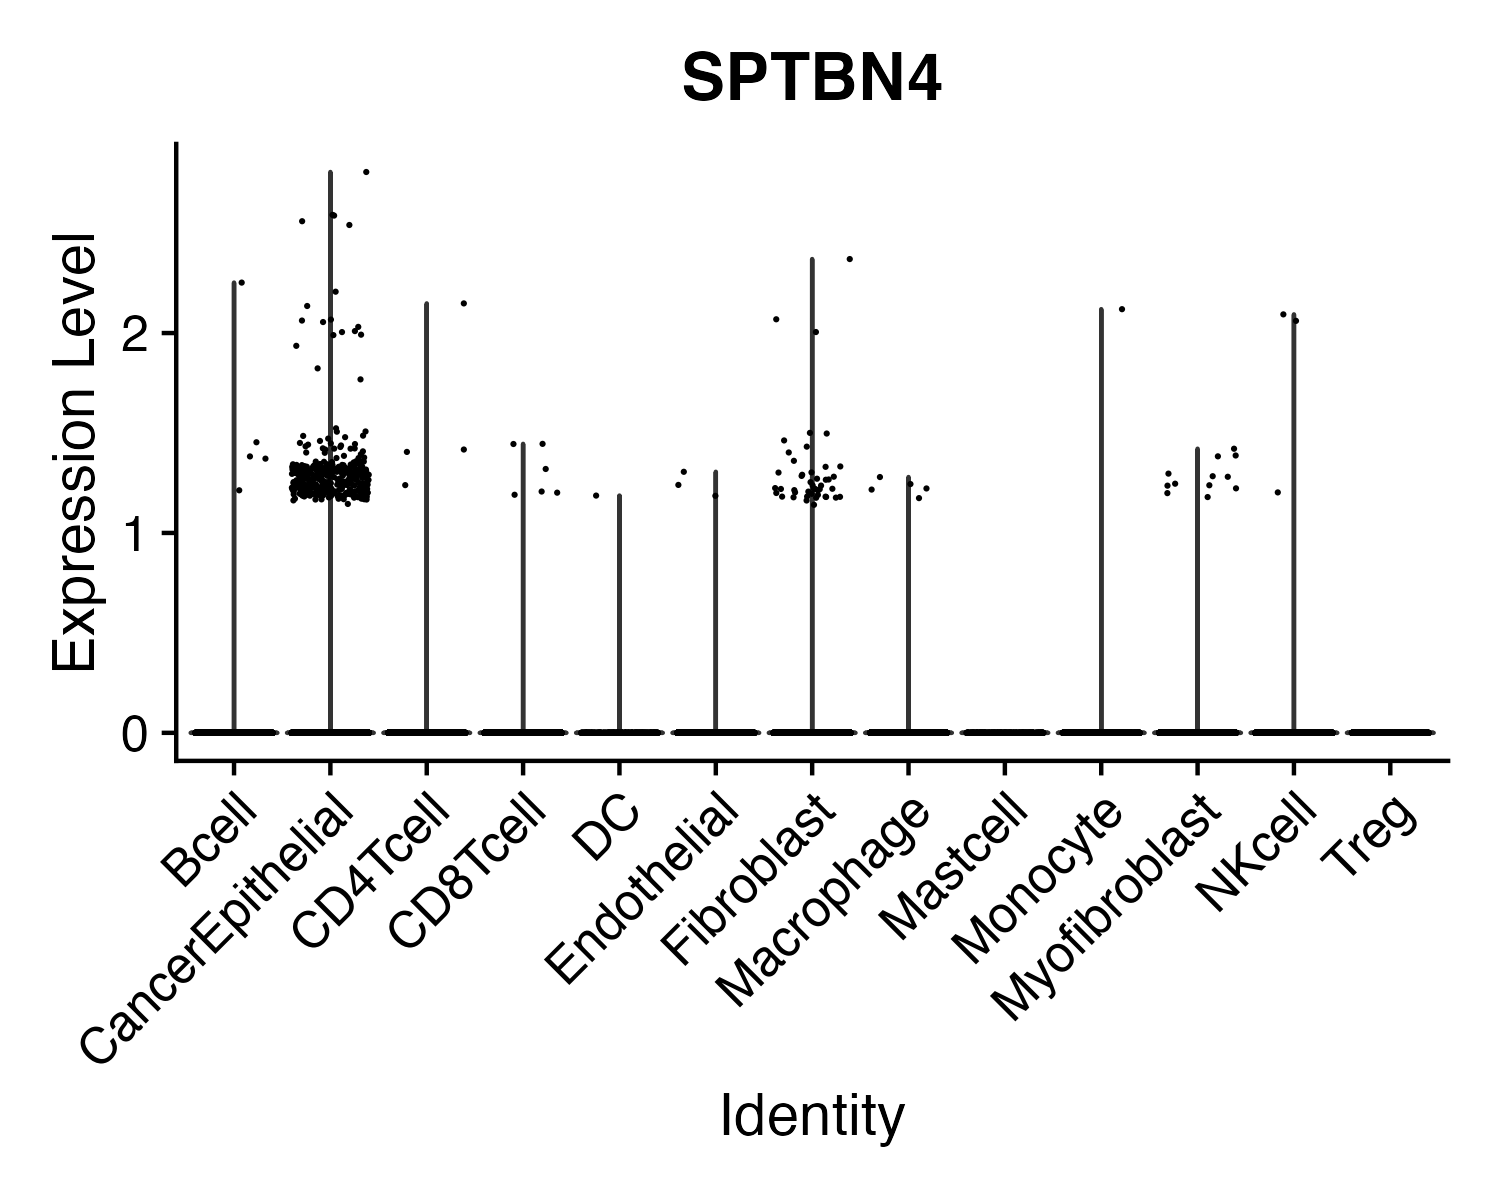 SPTBN4
Expression Level
2
1
0
Bcell
CancerEpithelial
CD4Tcell
CD8Tcell
DC
Endothelial
Fibroblast
Macrophage
Mastcell
Monocyte
Myofibroblast
NKcell
Treg
Identity